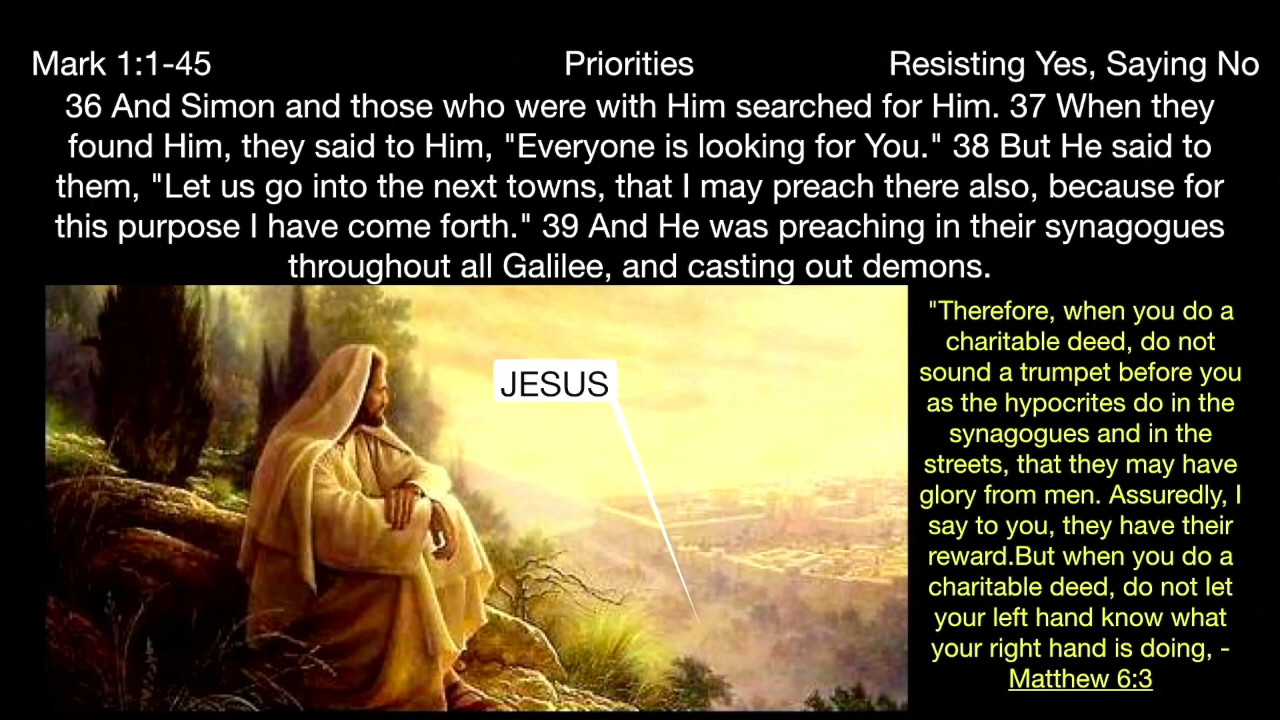 Mark 1:1-45 Priorities Resisting Yes, Saying No
36 And Simon and those who were with Him searched for Him. 37 When they
found Him, they said to Him, "Everyone is looking for You." 38 But He said to
them, "Let us go into the next towns, that I may preach there also, because for
this purpose I have come forth." 39 And He was preaching in their synagogues
throughout all Galilee, and casting out demons.
JESUS
"Therefore, when you do a
charitable deed, do not
sound a trumpet before you
as the hypocrites do in the
synagogues and in the
streets, that they may have
glory from men. Assuredly, I
say to you, they have their
reward.But when you do a
charitable deed, do not let
your left hand know what
your right hand is doing, -
Matthew 6:3